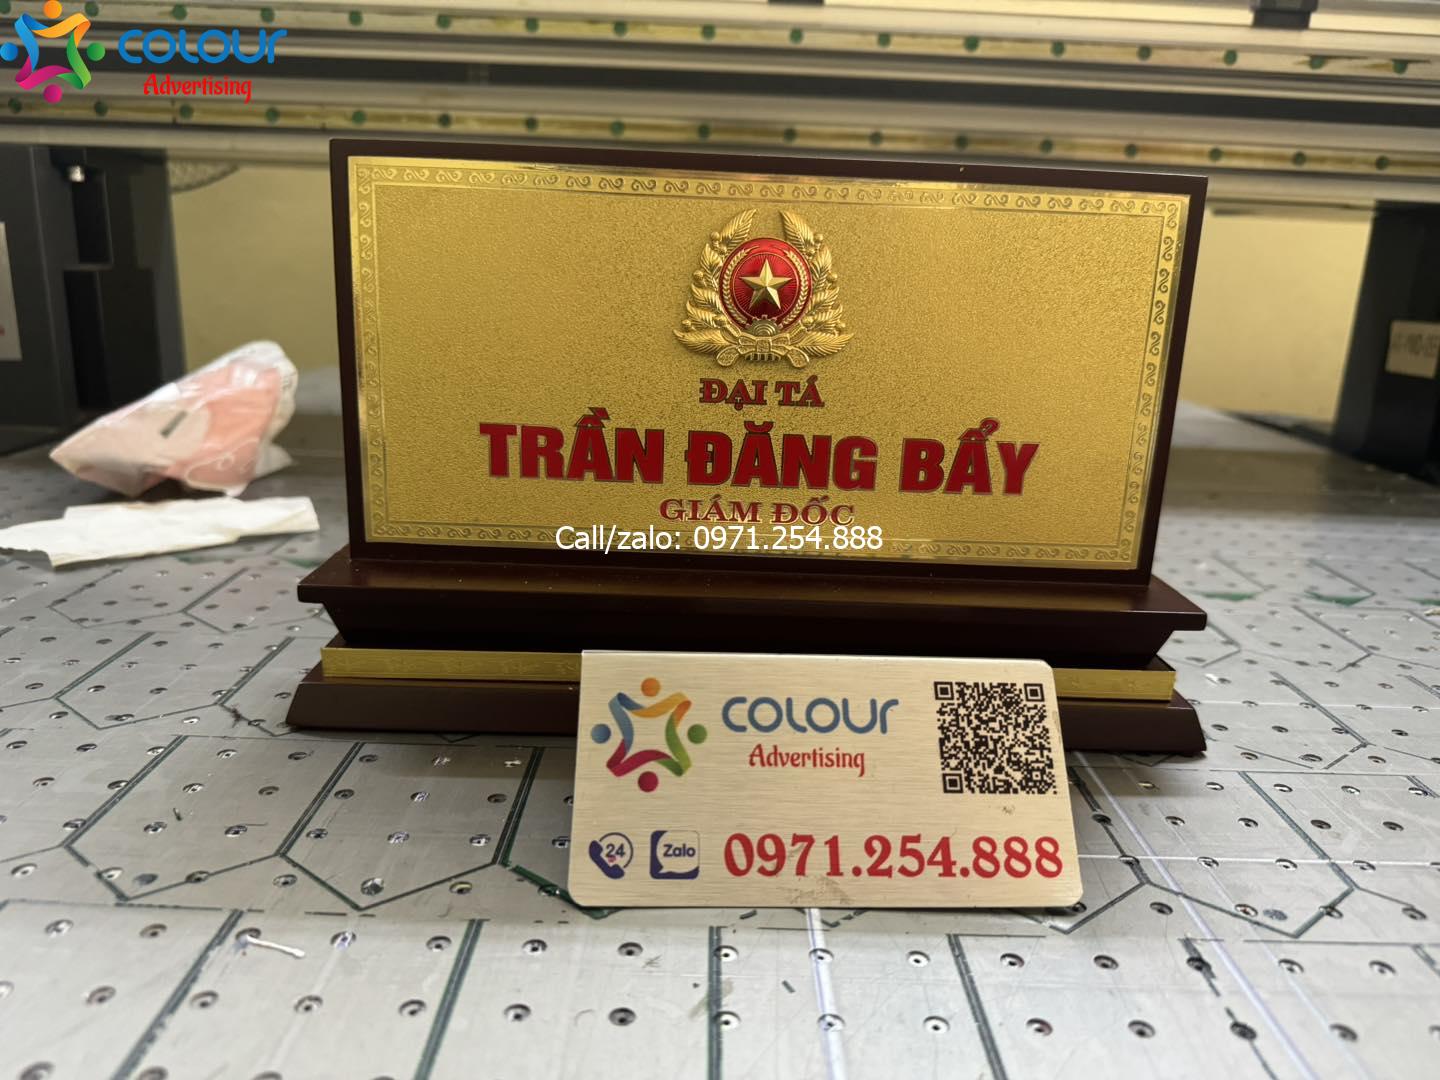 COLOUR
Advertising
ĐẠI TÁ
TRẦN ĐĂNG BẨY
GIÁM ĐỐC
Call/zalo: 0971.254.888
COLOUR
Advertising
24
Zalo
0971.254.888